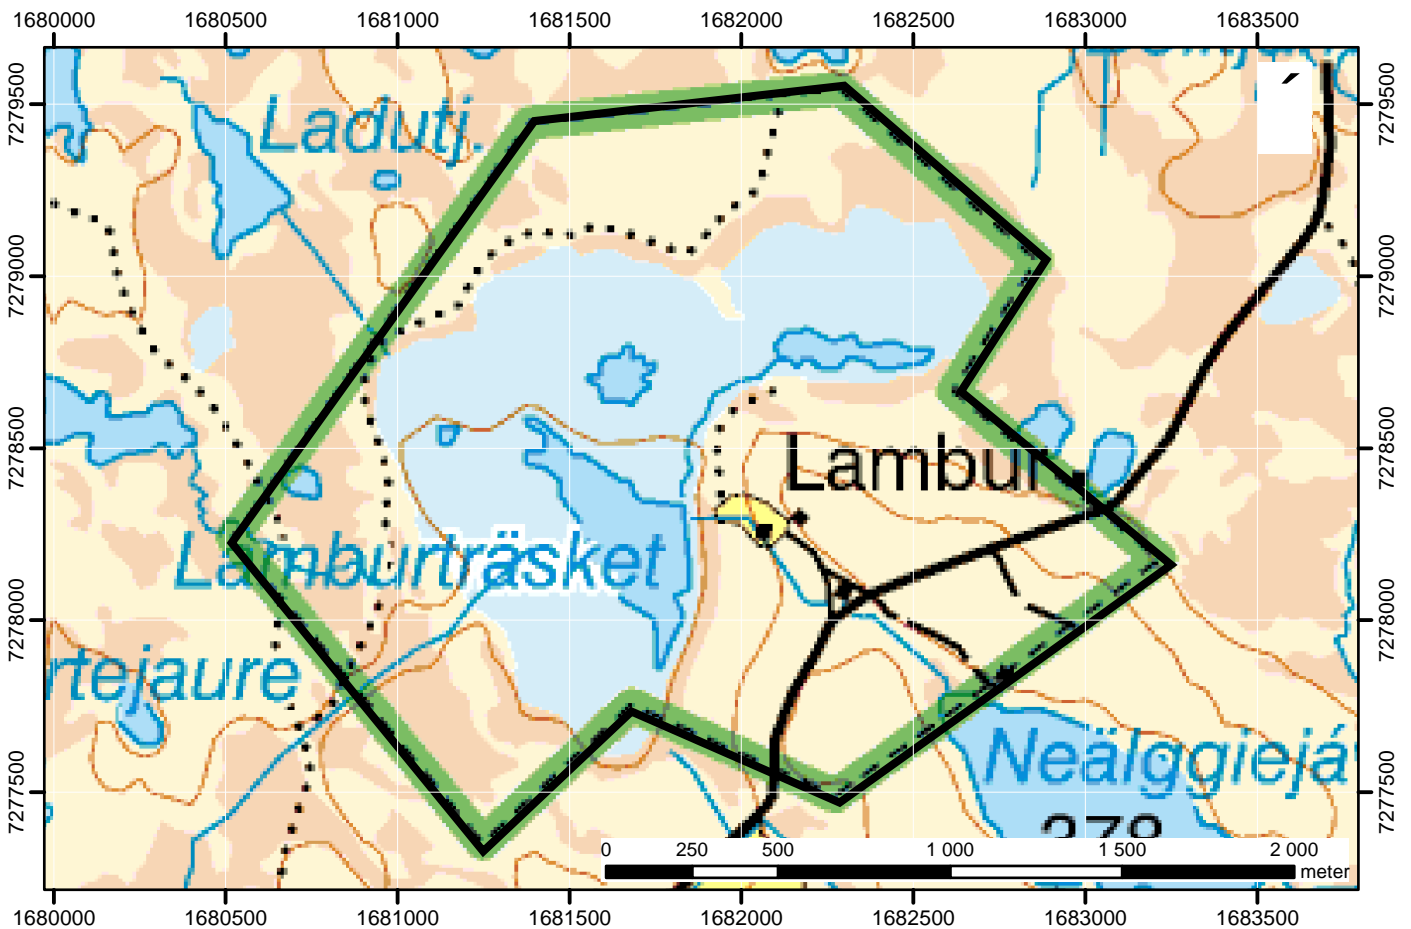 1680000 1680500 1681000 1681500 1682000 1682500 1683000 1683500
7279500 7279500
Ladutj.
7279000 7279000
7278500 7278500
Lambur
Lamburträsket
7278000 7278000
rtejaure
Neälggiejá
7277500 7277500
278
0 250 500 1 000 1 500 2 000
meter
1680000 1680500 1681000 1681500 1682000 1682500 1683000 1683500